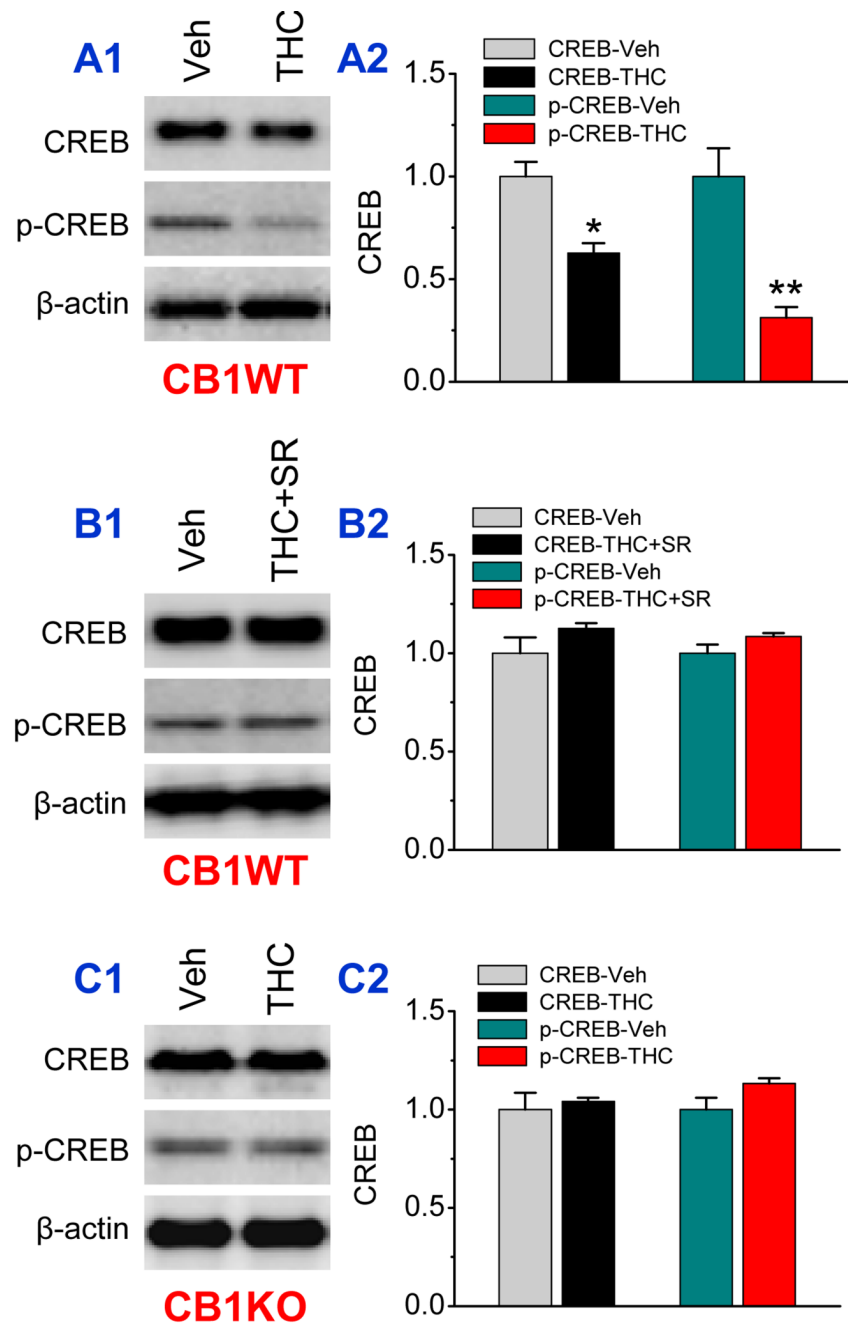 A1
Veh
THC
CREB
p-CREB
β-actin
CB1WT
A2
CREB-Veh
CREB-THC
p-CREB-Veh
p-CREB-THC
CREB
1.5
1.0
0.5
0.0
*
**
B1
Veh
THC+SR
CREB
p-CREB
β-actin
CB1WT
B2
CREB-Veh
CREB-THC+SR
p-CREB-Veh
p-CREB-THC+SR
CREB
1.5
1.0
0.5
0.0
C1
Veh
THC
CREB
p-CREB
β-actin
CB1KO
C2
CREB-Veh
CREB-THC
p-CREB-Veh
p-CREB-THC
CREB
1.5
1.0
0.5
0.0